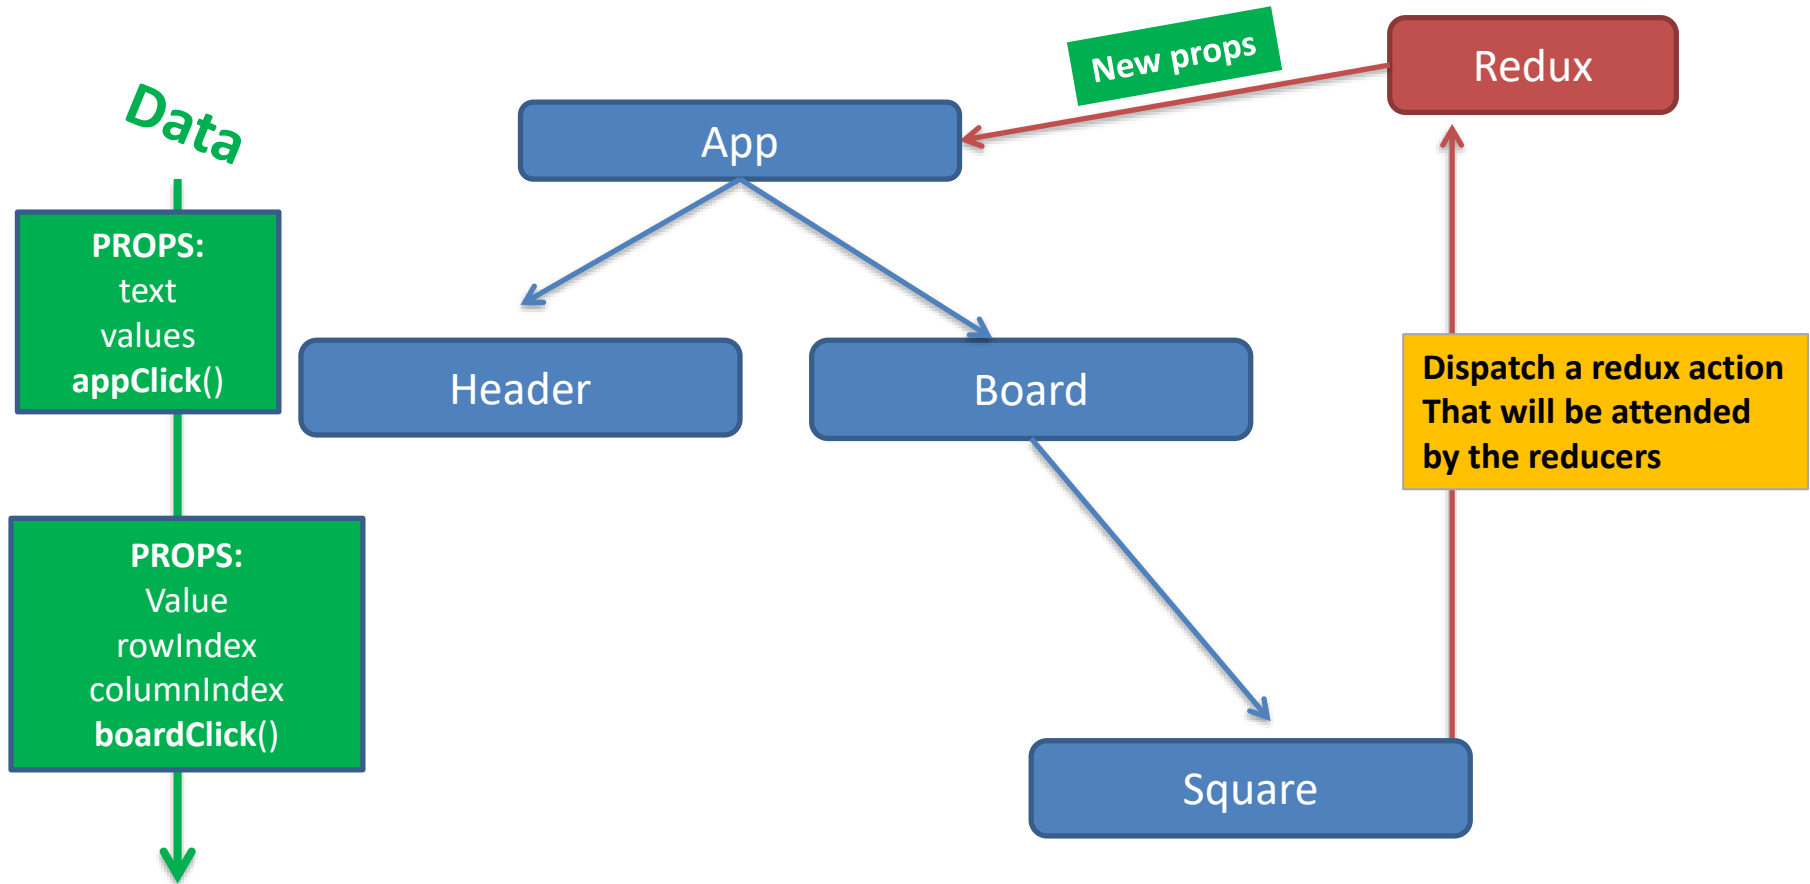 Data
New props
Redux
App
PROPS:
text
values
appClick()
Header
Board
Dispatch a redux action
That will be attended
by the reducers
PROPS:
Value
rowIndex
columnIndex
boardClick()
Square